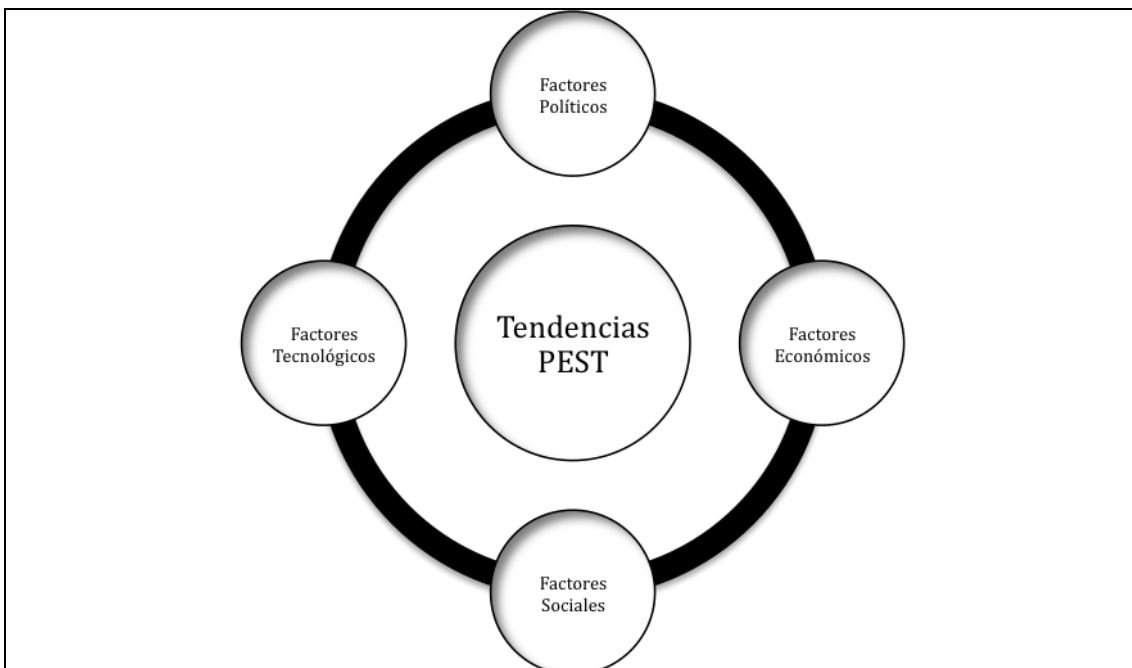 Factores
Políticos
Factores
Tecnológicos
Tendencias
PEST
Factores
Económicos
Factores
Sociales